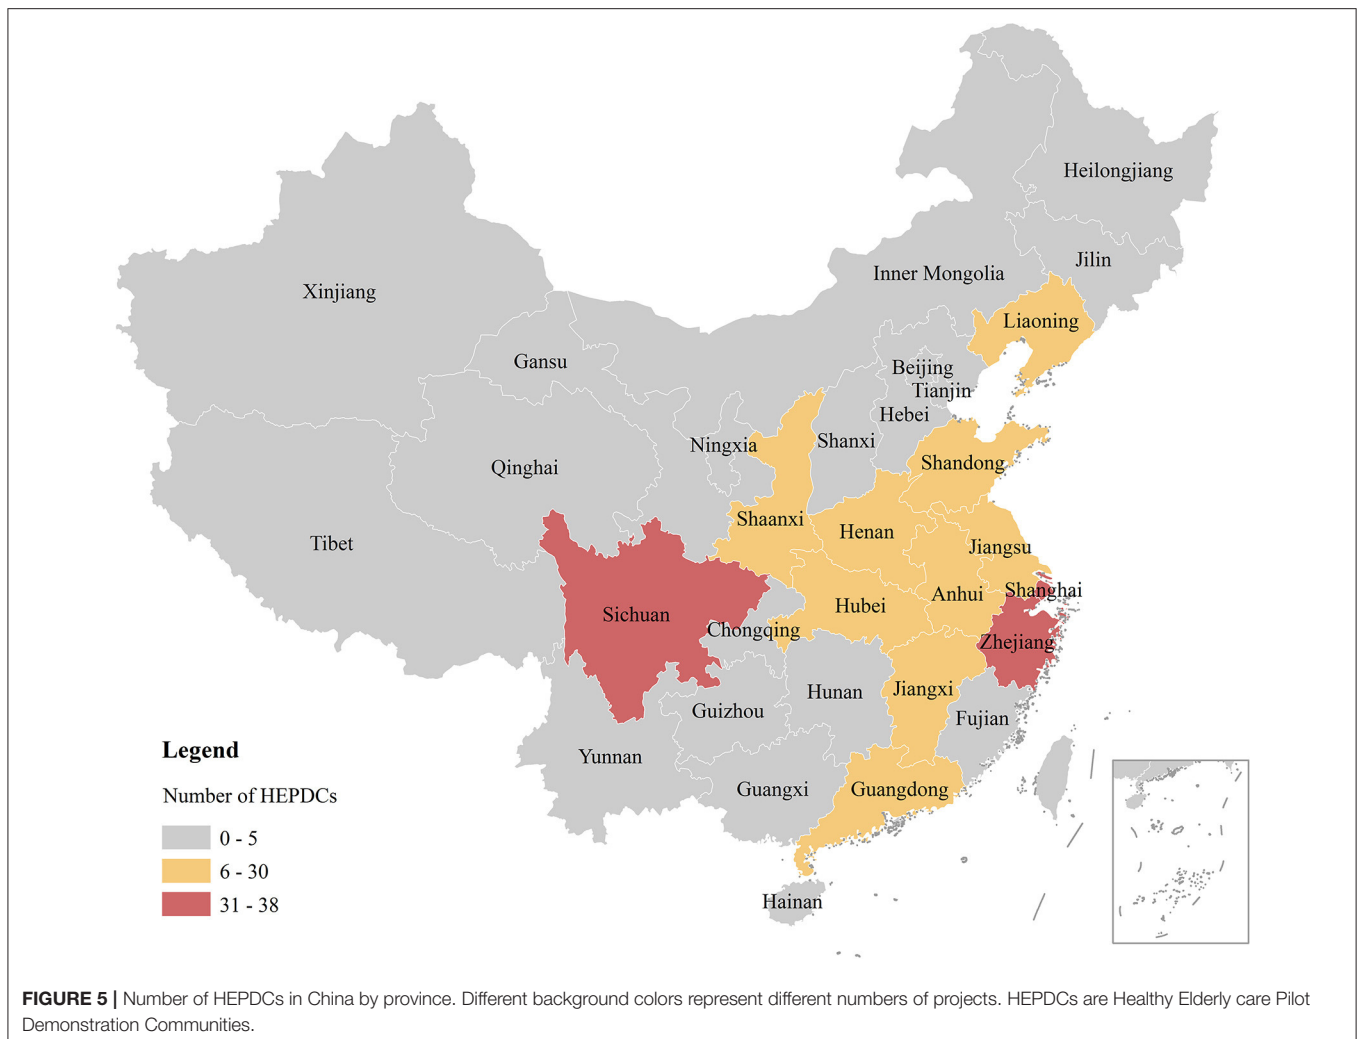 Heilongjiang
Jilin
Inner Mongolia
Xinjiang
Liaoning
Gansu
Beijing
Tianjin
Hebei
Ningxia
Shanxi
Shandong
Qinghai
Shaanxi
Henan
Tibet
Jiangsu
Shanghai
Anhui
Hubei
Sichuan
Chongqing
Zhejiang
Jiangxi
Hunan
Guizhou
Fujian
Yunnan
Guangxi
Guangdong
Hainan
Legend
Number of HEPDCs
0 - 5
6 - 30
31 - 38
FIGURE 5 | Number of HEPDCs in China by province. Different background colors represent different numbers of projects. HEPDCs are Healthy Elderly care Pilot
Demonstration Communities.